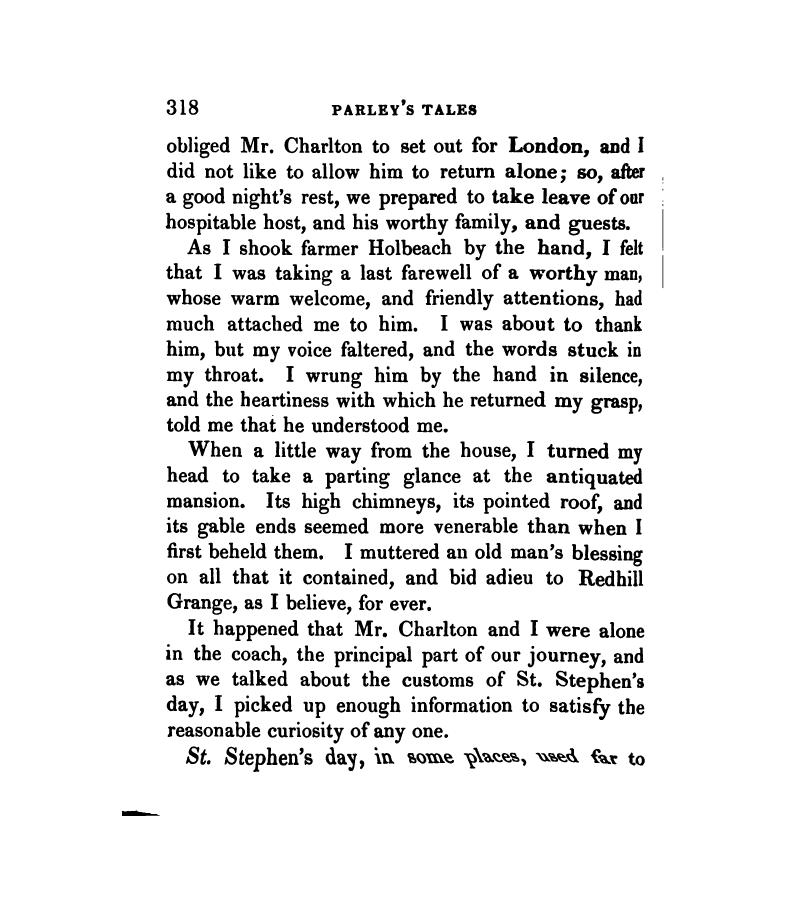 318 PARLEY'S TALES
obliged Mr. Charlton to set out for London, and I
did not like to allow him to return alone; so, after
a good night's rest, we prepared to take leave of our
hospitable host, and his worthy family, and guests.
As I shook farmer Holbeach by the hand, I felt
that I was taking a last farewell of a worthy man,
whose warm welcome, and friendly attentions, had
much attached me to him. I was about to thank
him, but my voice faltered, and the words stuck in
my throat. I wrung him by the hand in silence,
and the heartiness with which he returned my grasp,
told me that he understood me.
When a little way from the house, I turned my
head to take a parting glance at the antiquated
mansion. Its high chimneys, its pointed roof, and
its gable ends seemed more venerable than when I
first beheld them. I muttered an old man's blessing
on all that it contained, and bid adieu to Redhill
Grange, as I believe, for ever.
It happened that Mr. Charlton and I were alone
in the coach, the principal part of our journey, and
as we talked about the customs of St. Stephen's
day, I picked up enough information to satisfy the
reasonable curiosity of any one.
St. Stephen's day, in some places, used far to